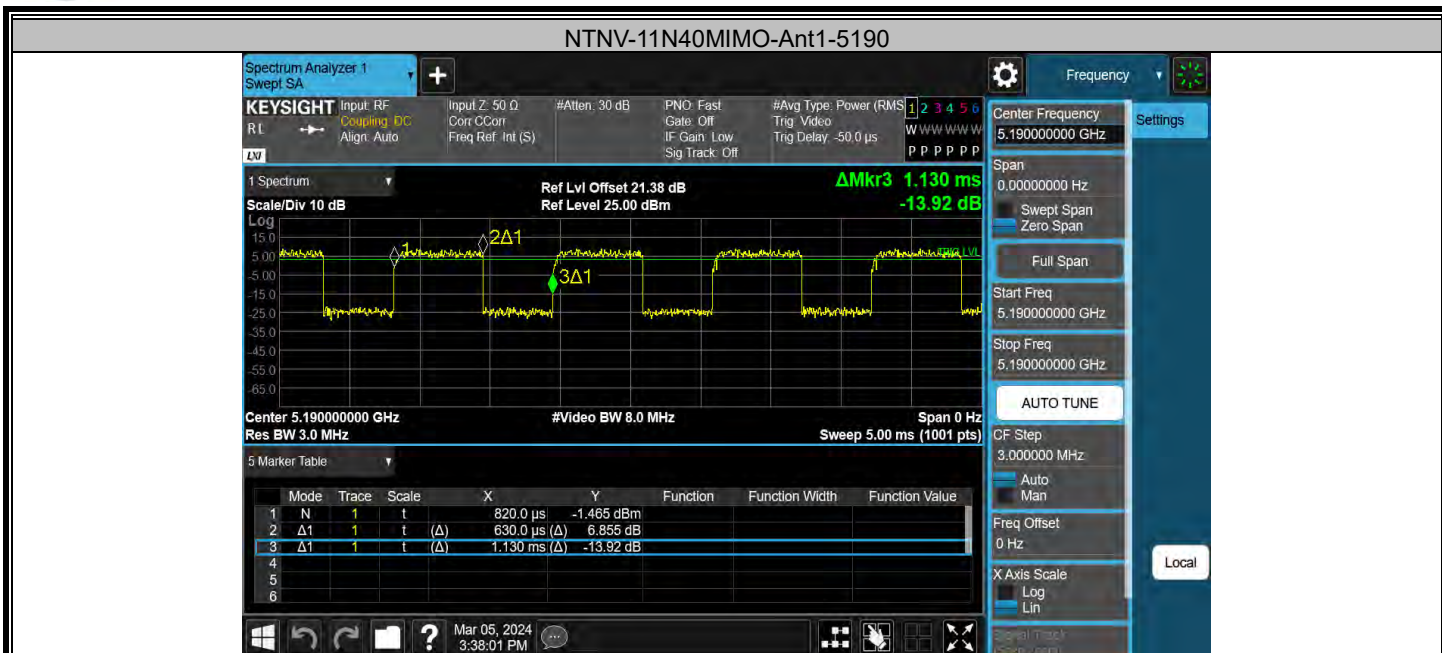 NTNV-11N40MIMO-Ant1-5190
Spectrum Analyzer 1
Swept SA
+
Frequency
KEYSIGHT
RL
LXI
Input: RF
Coupling: DC
Align: Auto
Input Z: 50 Ω
Corr CCorr
Freq Ref: Int (S)
#Atten: 30 dB
PNO: Fast
Gate: Off
IF Gain: Low
Sig Track: Off
#Avg Type: Power (RMS
Trig: Video
Trig Delay: -50.0 µs
1 2 3 4 5 6
W W W W W W
P P P P P P
1 Spectrum
Scale/Div 10 dB
Ref Lvl Offset 21.38 dB
Ref Level 25.00 dBm
ΔMkr3 1.130 ms
-13.92 dB
Log
15.0
5.00
-5.00
-15.0
-25.0
-35.0
-45.0
-55.0
-65.0
1
2Δ1
3Δ1
TRIG LVL
Center 5.190000000 GHz
#Video BW 8.0 MHz
Span 0 Hz
Res BW 3.0 MHz
Sweep 5.00 ms (1001 pts)
5 Marker Table
Mode Trace Scale X Y Function Function Width Function Value
1 N 1 t 820.0 µs -1.465 dBm
2 Δ1 1 t (Δ) 630.0 µs (Δ) 6.855 dB
3 Δ1 1 t (Δ) 1.130 ms (Δ) -13.92 dB
4
5
6
Center Frequency
5.190000000 GHz
Settings
Span
0.00000000 Hz
Swept Span
Zero Span
Full Span
Start Freq
5.190000000 GHz
Stop Freq
5.190000000 GHz
AUTO TUNE
CF Step
3.000000 MHz
Auto
Man
Freq Offset
0 Hz
X Axis Scale
Log
Lin
Signal Track
Local
?
Mar 05, 2024
3:38:01 PM